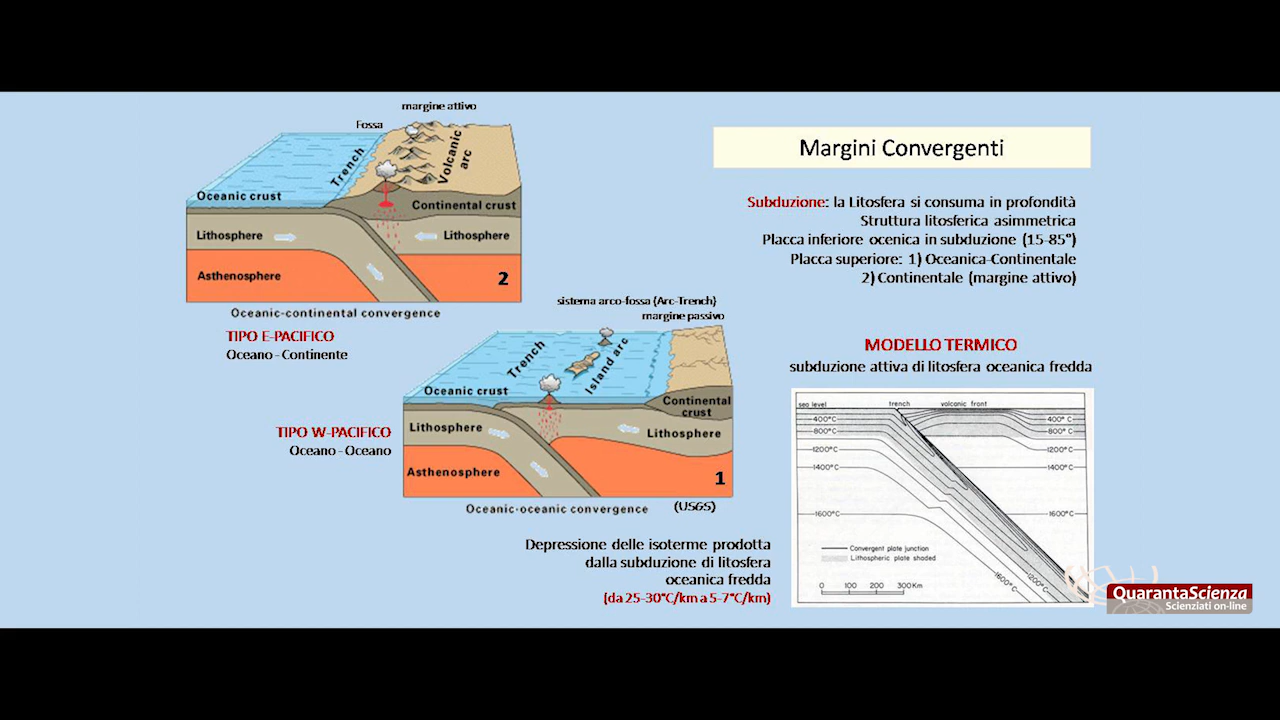 margine attivo
Fossa
Trench
Volcanic arc
Oceanic crust
Continental crust
Lithosphere
Lithosphere
Asthenosphere
2
Oceanic-continental convergence
TIPO E-PACIFICO
Oceano - Continente
Margini Convergenti
Subduzione: la Litosfera si consuma in profondità
Struttura litosferica asimmetrica
Placca inferiore ocenica in subduzione (15-85°)
Placca superiore: 1) Oceanica-Continentale
2) Continentale (margine attivo)
sistema arco-fossa (Arc-Trench)
margine passivo
Trench
Island arc
Oceanic crust
Continental
crust
Lithosphere
Lithosphere
Asthenosphere
1
Oceanic-oceanic convergence
(USGS)
TIPO W-PACIFICO
Oceano - Oceano
Depressione delle isoterme prodotta
dalla subduzione di litosfera
oceanica fredda
(da 25-30°C/km a 5-7°C/km)
MODELLO TERMICO
subduzione attiva di litosfera oceanica fredda
sea level
trench
volcanic front
400°C
400°C
800°C
800°C
1200°C
1200°C
1400°C
1400°C
1600°C
1600°C
Convergent plate junction
Lithospheric plate shaded
0 100 200 300 Km
1600°C
1200°C
QuarantaScienza
Scienziati on-line